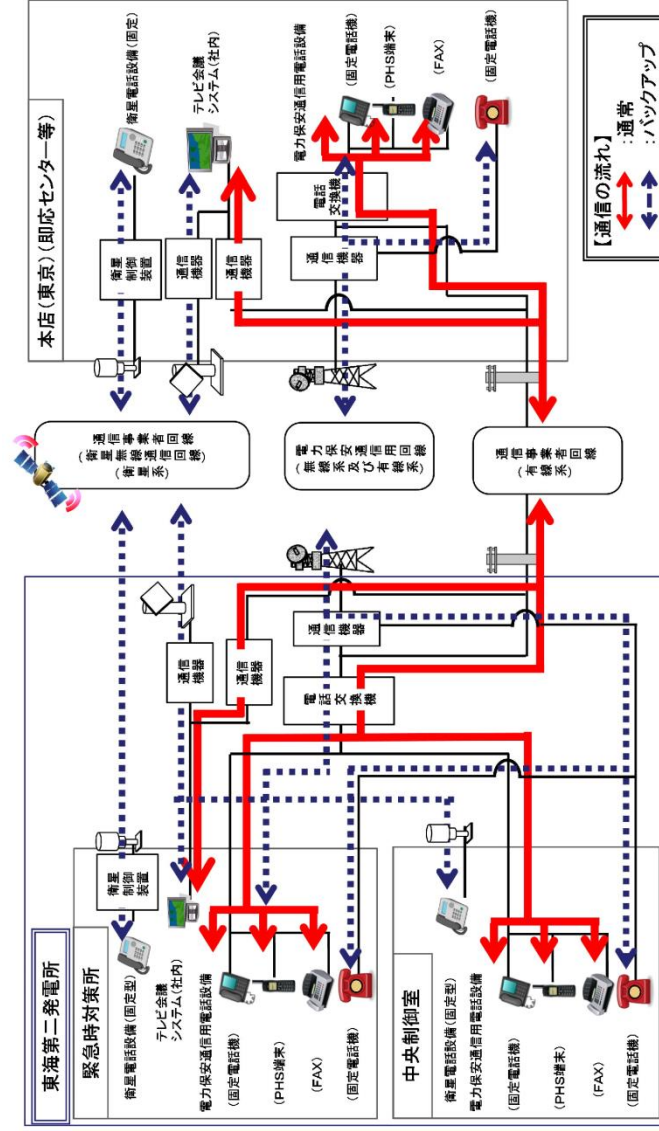 東海第二発電所
緊急時対策所
衛星電話設備(固定型)
衛星
制御
装置
テレビ会議
システム(社内)
通信
機器
通信
機器
電力保安通信用電話設備
(固定電話機)
(PHS端末)
(FAX)
(固定電話機)
電話交換機
通信機器
中央制御室
衛星電話設備(固定型)
電力保安通信用電話設備
(固定電話機)
(PHS端末)
(FAX)
(固定電話機)
通信事業者回線
(衛星無線通信回線)
(衛星系)
電力保安通信用回線
(無線系及び有線系)
通信事業者回線
(有線系)
本店(東京)(即応センター等)
衛星
制御
装置
衛星電話設備(固定)
通信
機器
通信
機器
テレビ会議
システム(社内)
通信機器
電話
交換機
電力保安通信用電話設備
(固定電話機)
(PHS端末)
(FAX)
(固定電話機)
【通信の流れ】
:通常
:バックアップ